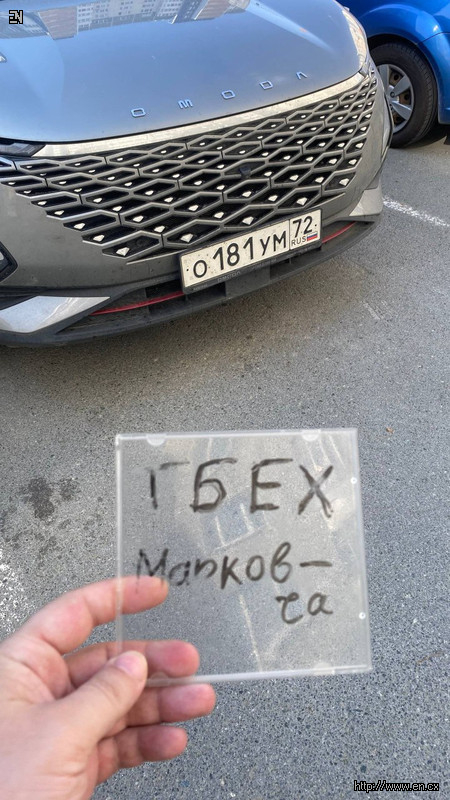 EN
OMODA
О 181 УМ 72
RUS
ГБЕХ
Марков-
ча
http://www.en.cx